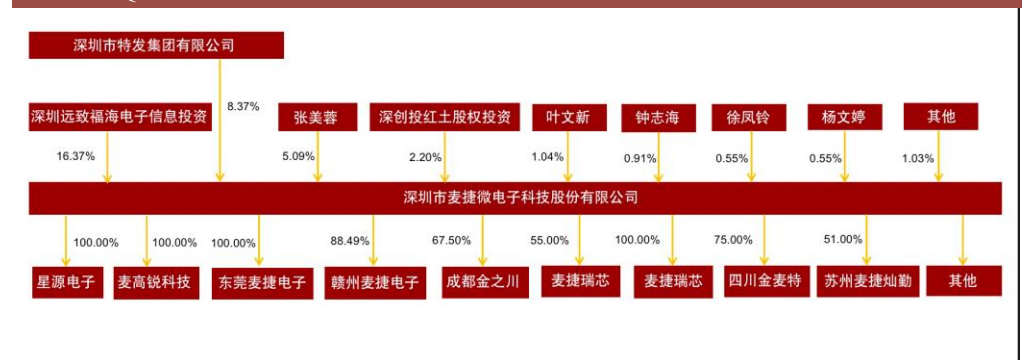 深圳市特发集团有限公司
8.37%
深圳远致福海电子信息投资
张美蓉
深创投红土股权投资
叶文新
钟志海
徐凤铃
杨文婷
其他
16.37%
5.09%
2.20%
1.04%
0.91%
0.55%
0.55%
1.03%
深圳市麦捷微电子科技股份有限公司
100.00%
100.00%
100.00%
88.49%
67.50%
55.00%
100.00%
75.00%
51.00%
星源电子
麦高锐科技
东莞麦捷电子
赣州麦捷电子
成都金之川
麦捷瑞芯
麦捷瑞芯
四川金麦特
苏州麦捷灿勤
其他